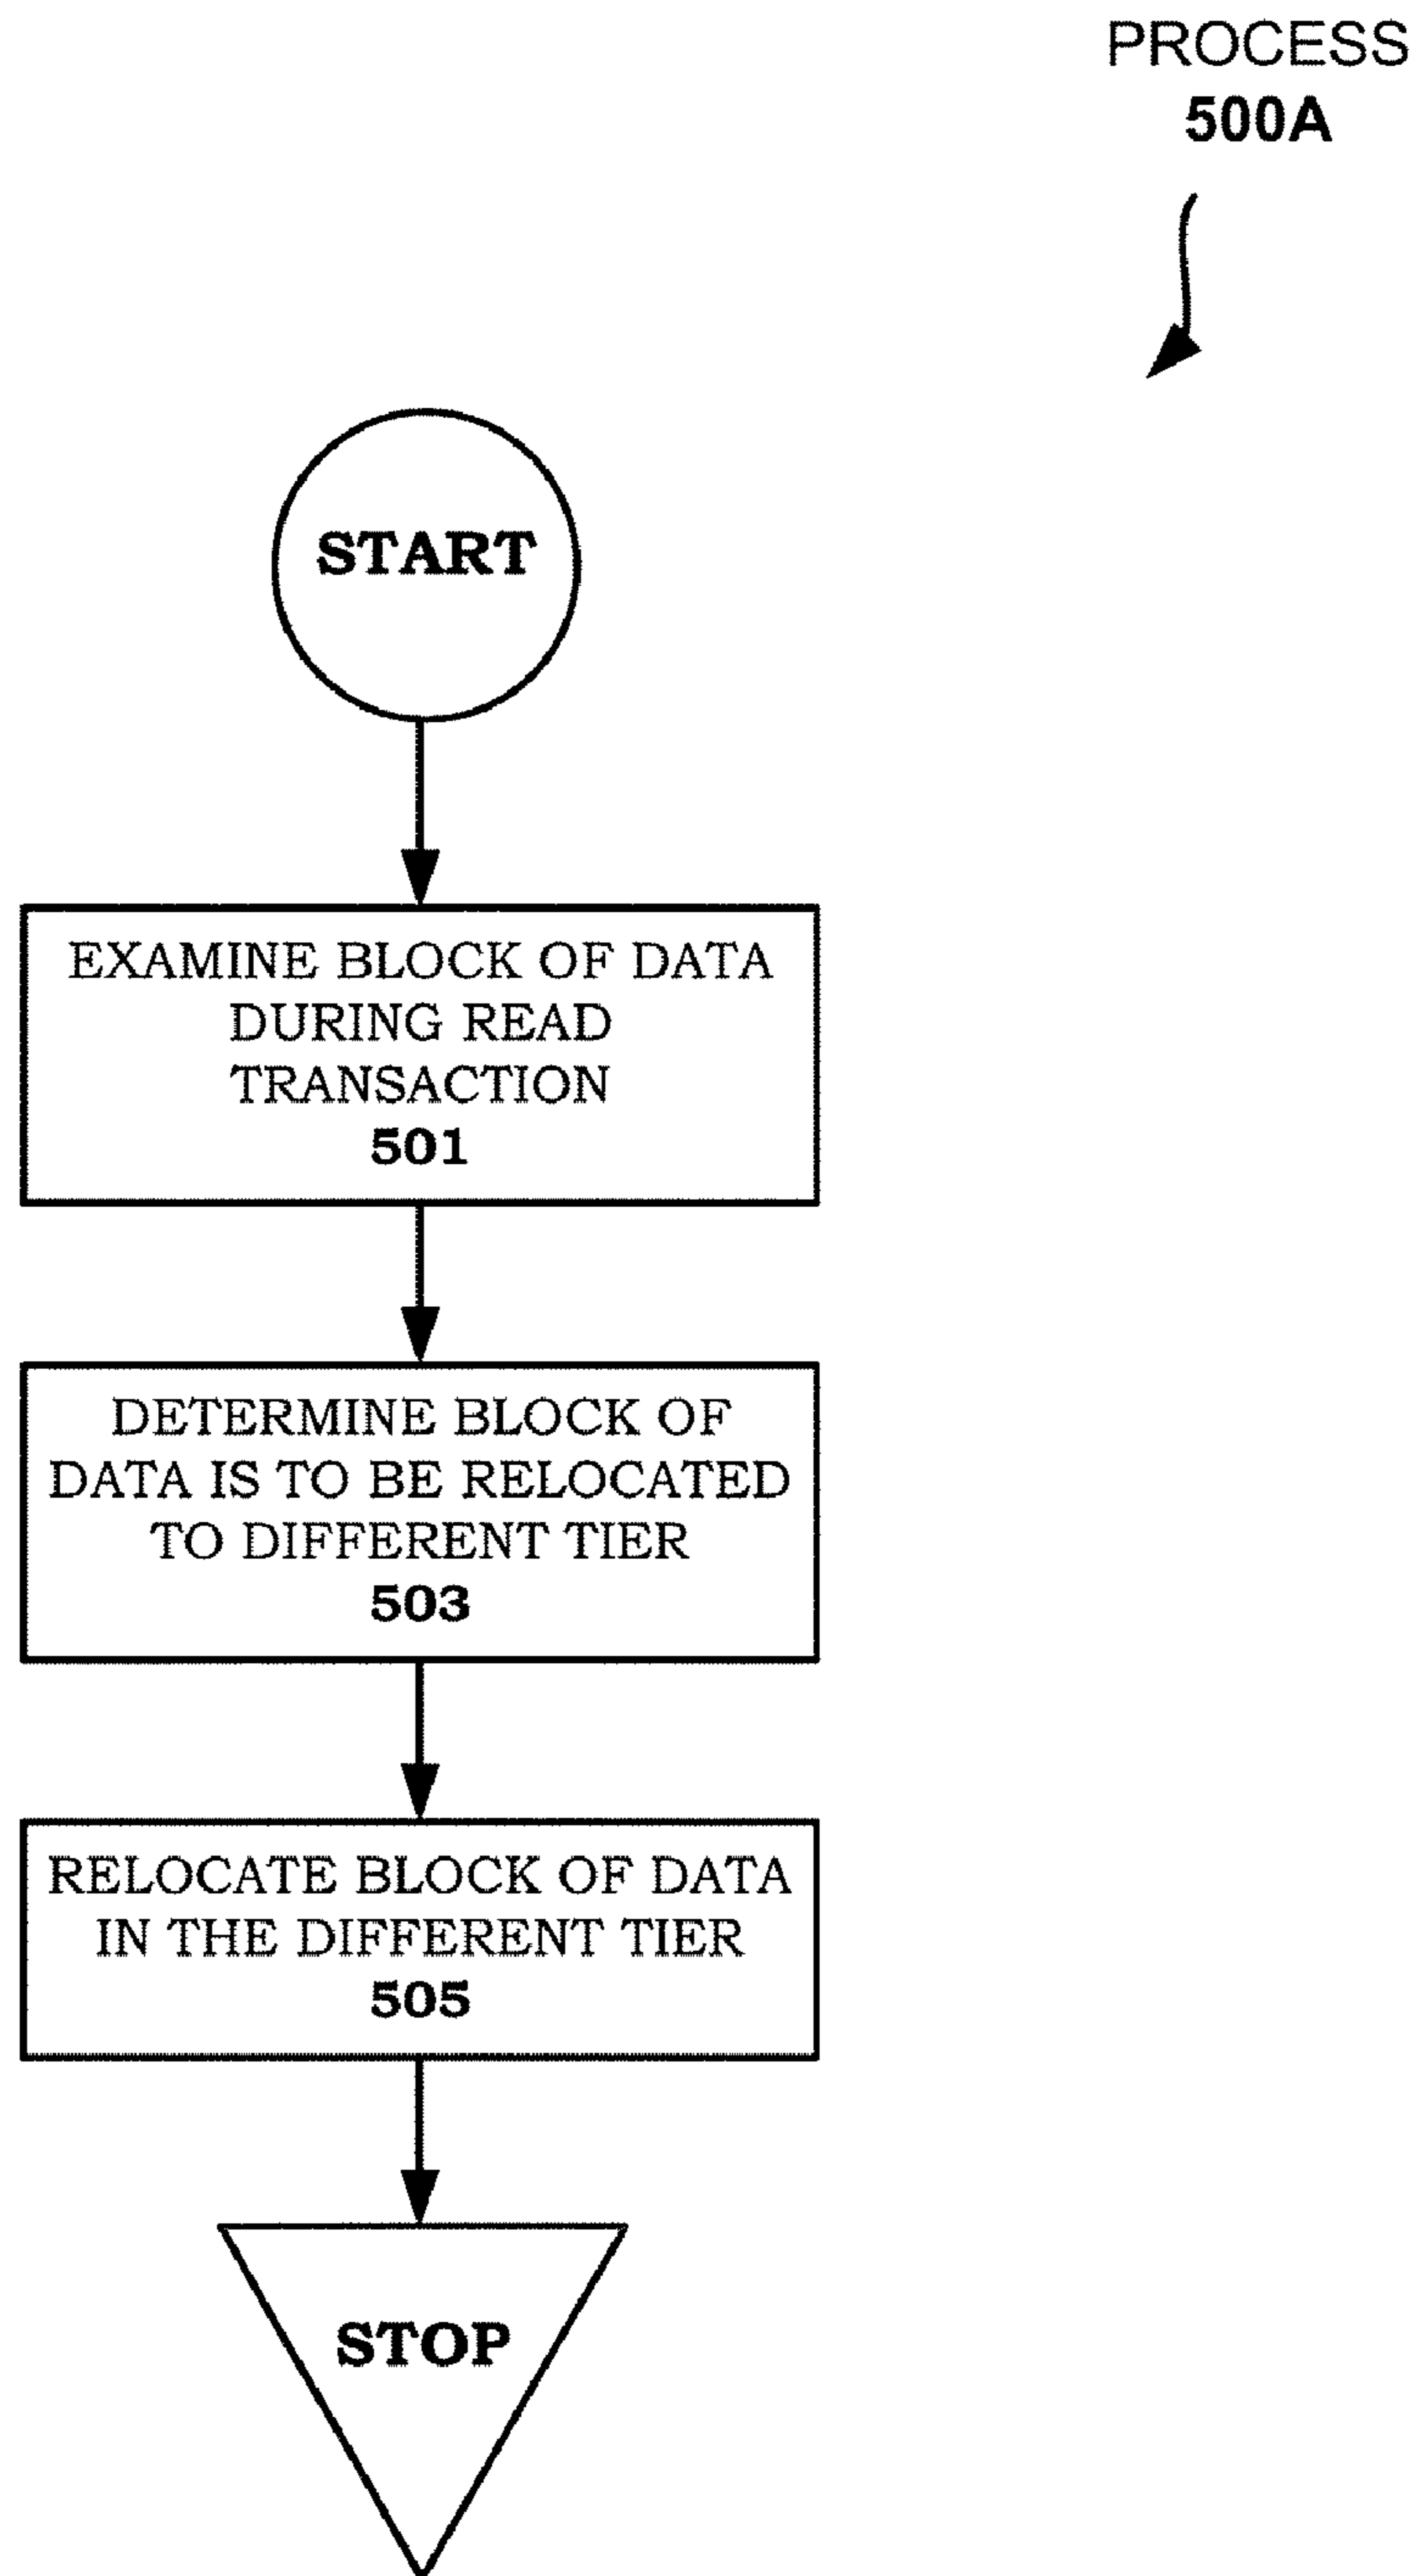 PROCESS
500A
START
EXAMINE BLOCK OF DATA
DURING READ
TRANSACTION
501
DETERMINE BLOCK OF
DATA IS TO BE RELOCATED
TO DIFFERENT TIER
503
RELOCATE BLOCK OF DATA
IN THE DIFFERENT TIER
505
STOP